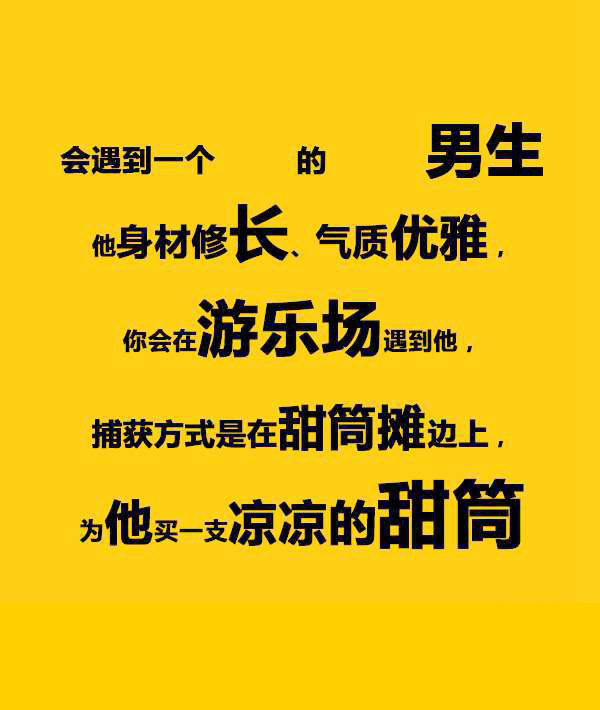 会遇到一个 的 男生
他身材修长、气质优雅，
你会在游乐场遇到他，
捕获方式是在甜筒摊边上，
为他买一支凉凉的甜筒